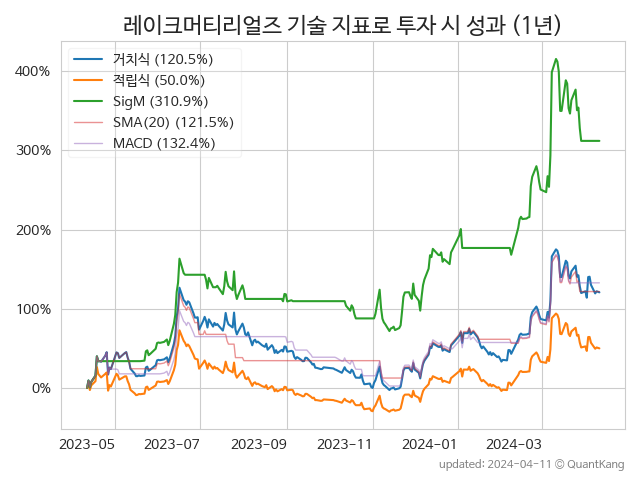 레이크머티리얼즈 기술 지표로 투자 시 성과 (1년)
거치식 (120.5%)
적립식 (50.0%)
SigM (310.9%)
SMA(20) (121.5%)
MACD (132.4%)
400%
300%
200%
100%
0%
2023-05 2023-07 2023-09 2023-11 2024-01 2024-03
updated: 2024-04-11 © QuantKang